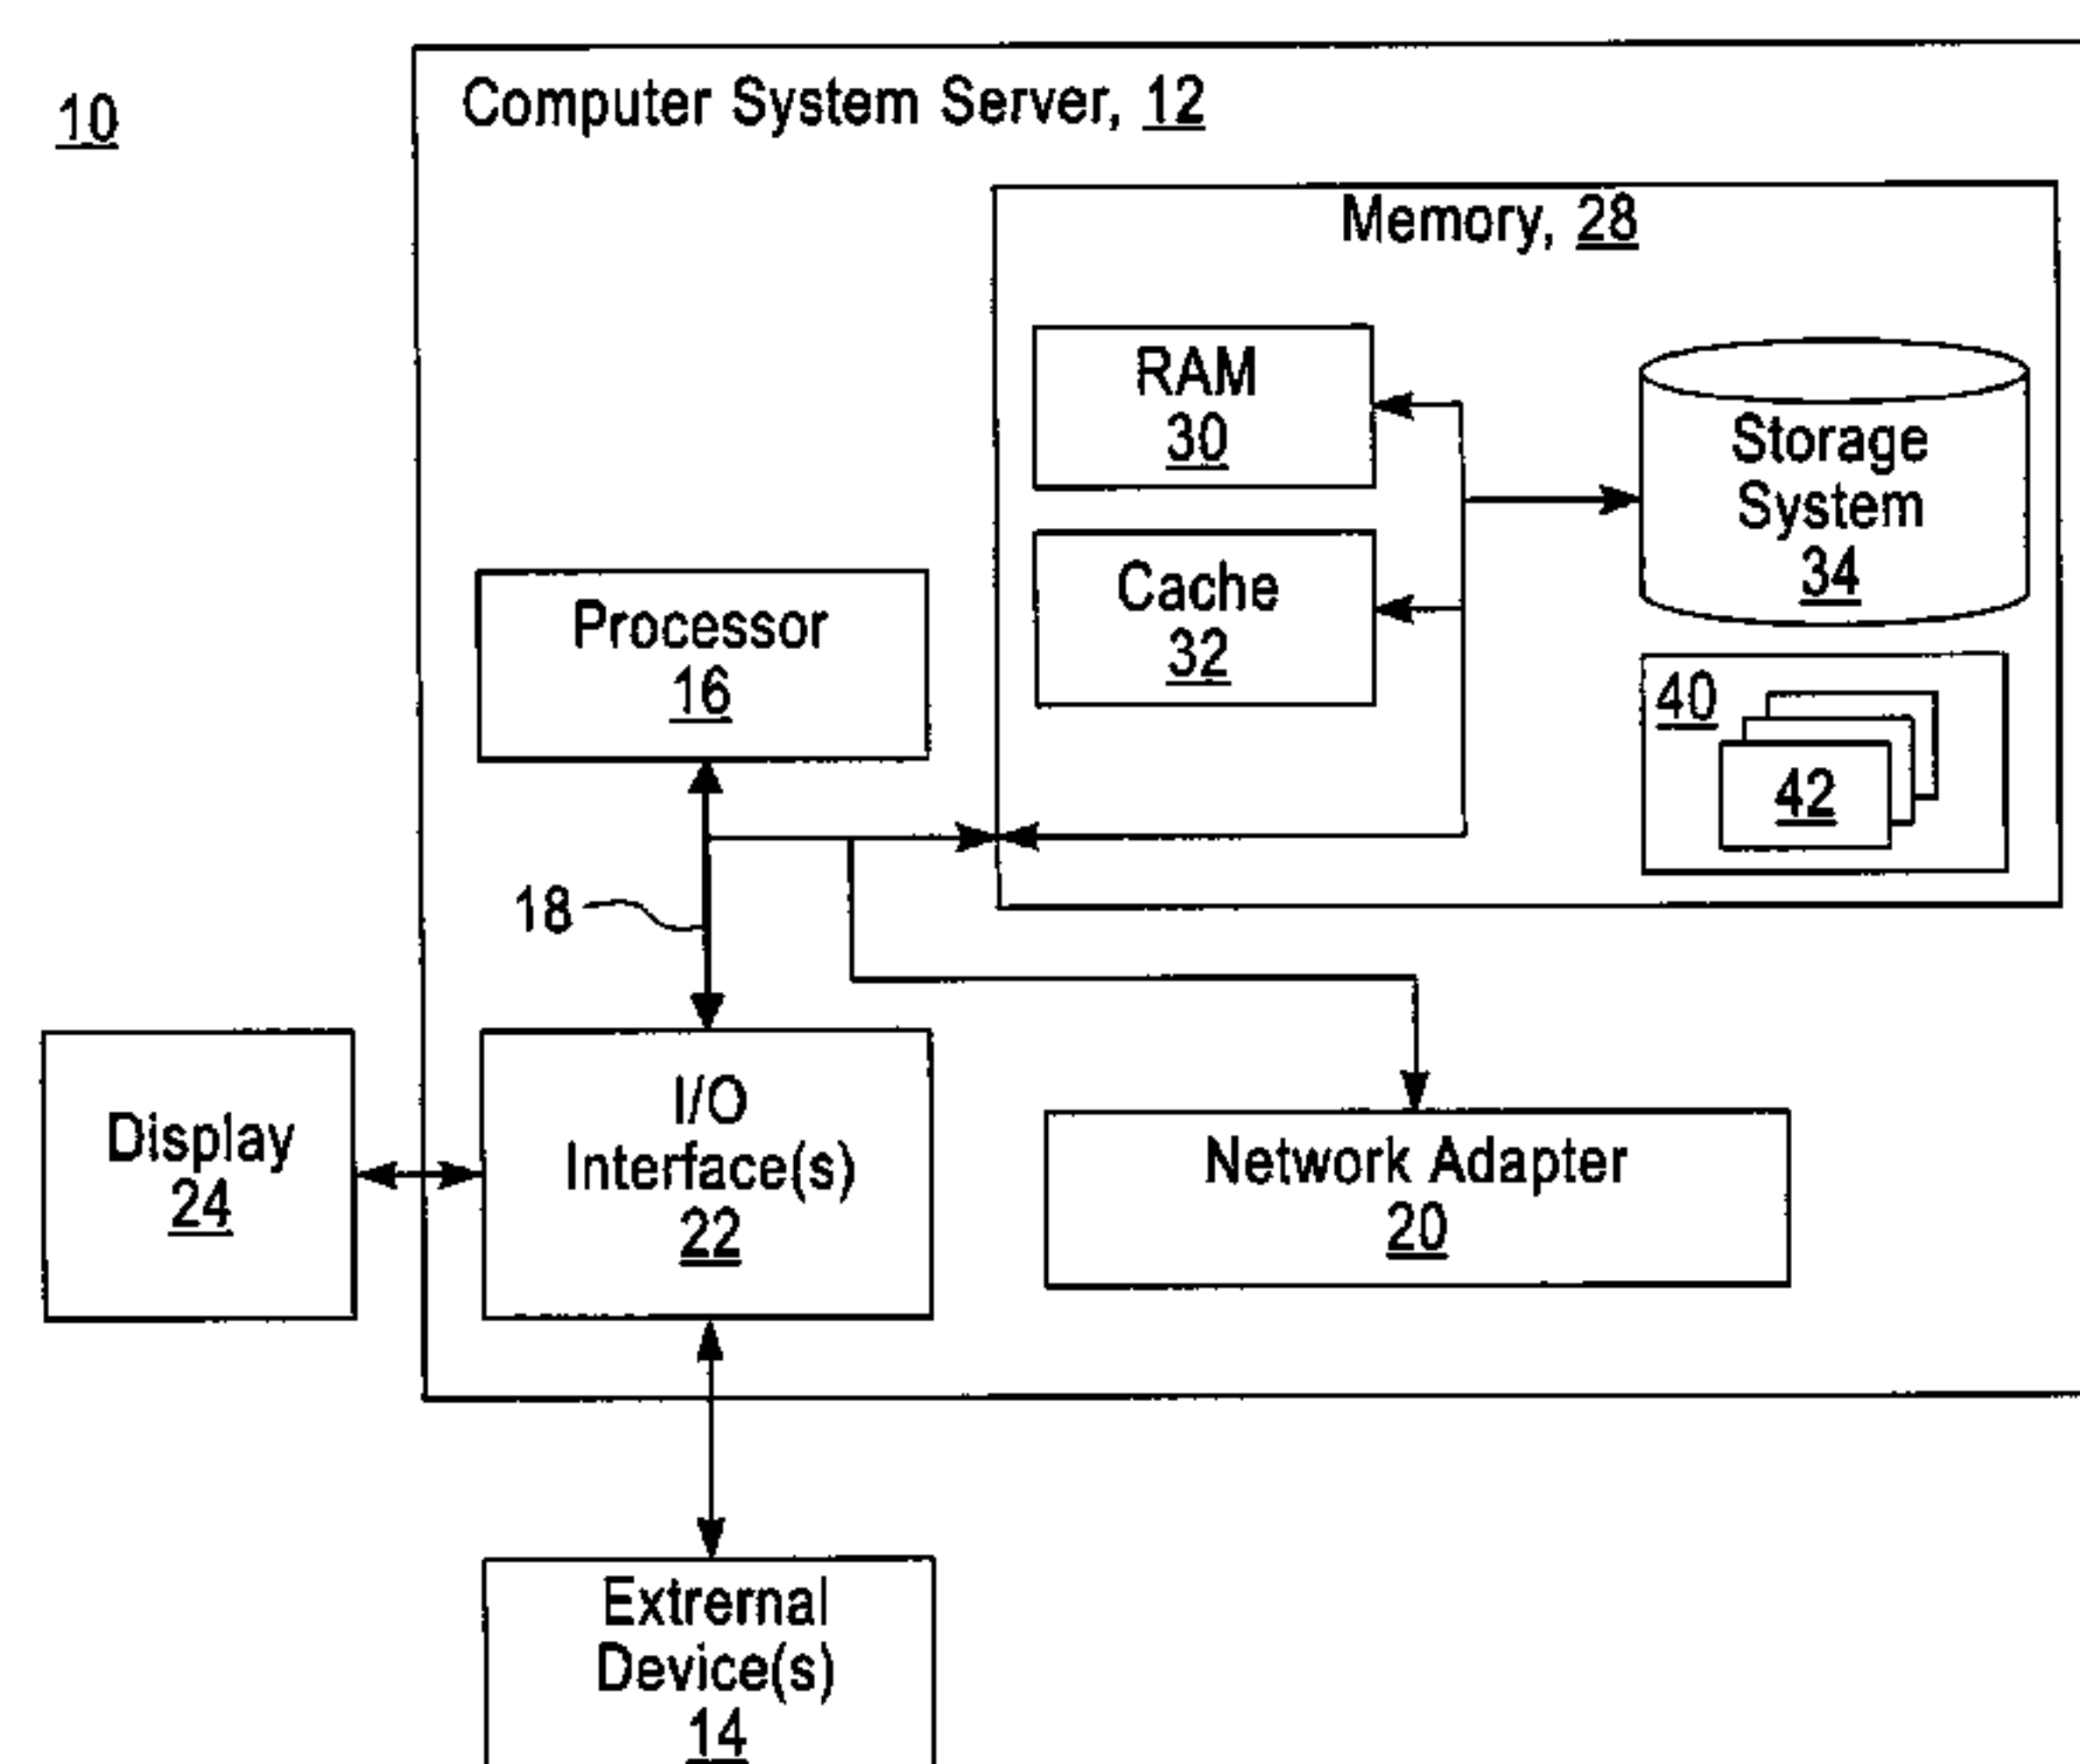 10
Computer System Server, 12
Memory, 28
RAM
30
Storage
System
34
Cache
32
Processor
16
40
42
18
Display
24
I/O
Interface(s)
22
Network Adapter
20
Extrernal
Device(s)
14